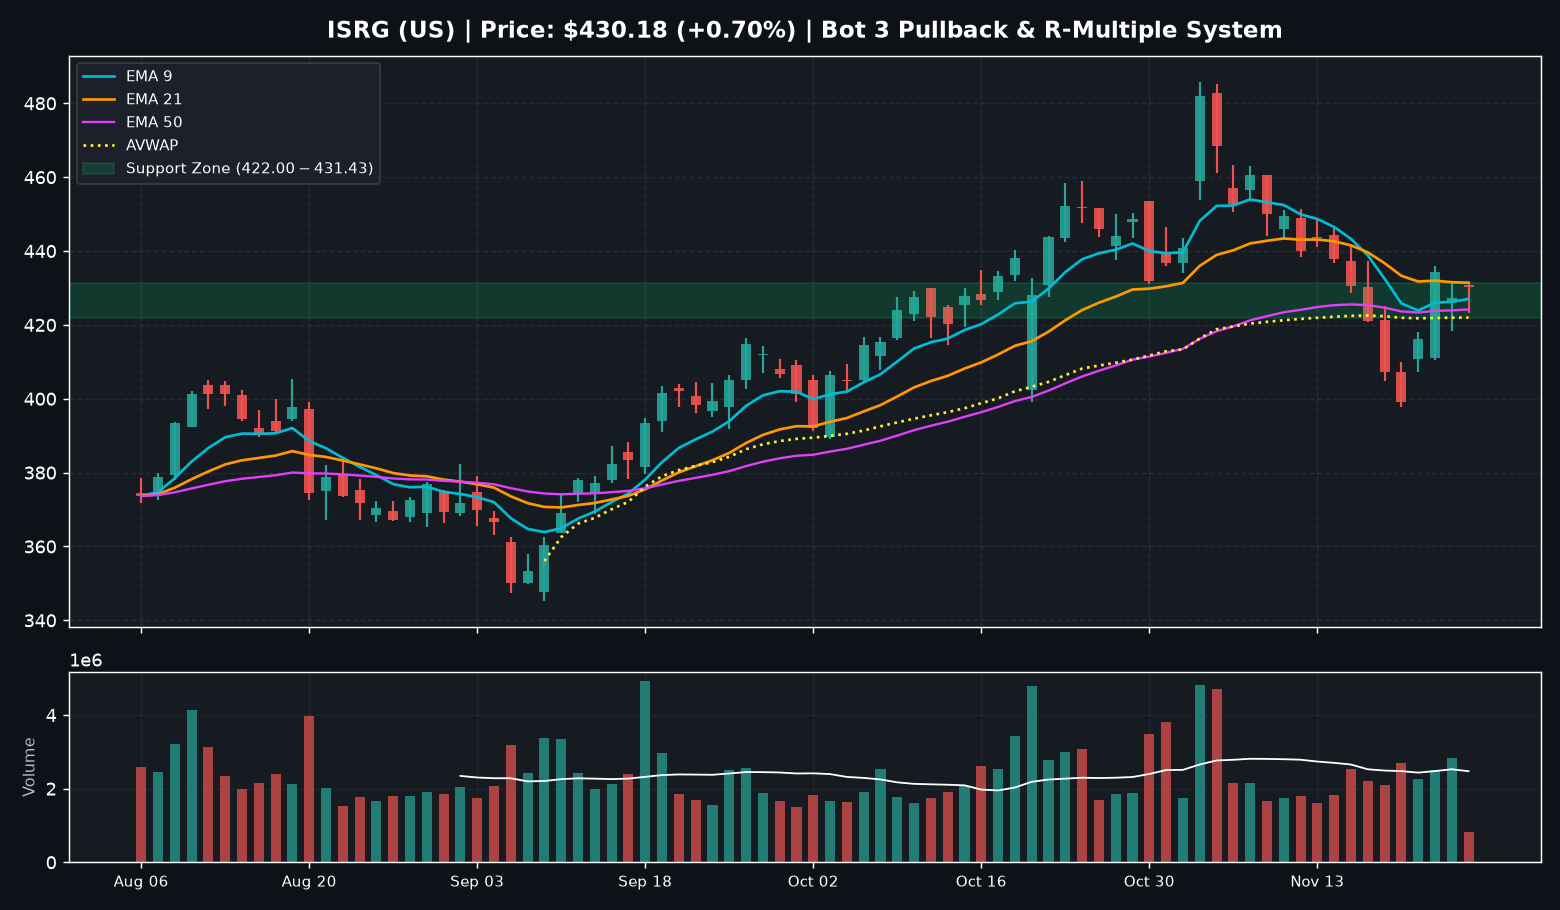 ISRG (US) | Price: $430.18 (+0.70%) | Bot 3 Pullback & R-Multiple System
EMA 9
EMA 21
EMA 50
AVWAP
Support Zone (422.00 − 431.43)
480
460
440
420
400
380
360
340
1e6
4
2
0
Volume
Aug 06
Aug 20
Sep 03
Sep 18
Oct 02
Oct 16
Oct 30
Nov 13